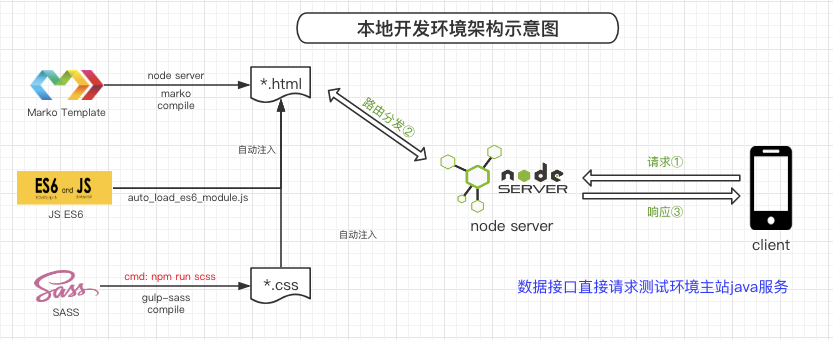 本地开发环境架构示意图
node server
marko
compile
*.html
Marko Template
路由分发②
自动注入
ES6 and JS
auto_load_es6_module.js
JS ES6
node
SERVER
node server
请求①
响应③
client
自动注入
Sass
cmd: npm run scss
gulp-sass
compile
*.css
SASS
数据接口直接请求测试环境主站java服务